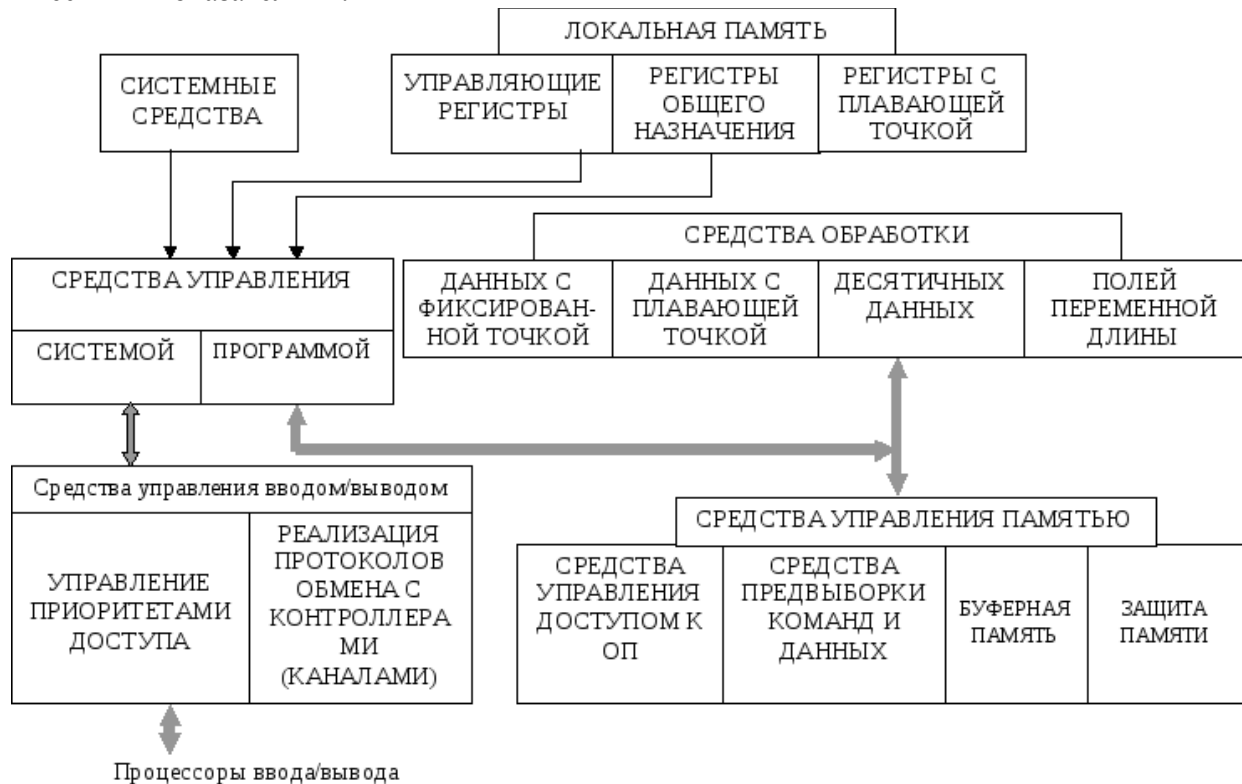 ЛОКАЛЬНАЯ ПАМЯТЬ
СИСТЕМНЫЕ
СРЕДСТВА
УПРАВЛЯЮЩИЕ
РЕГИСТРЫ
РЕГИСТРЫ
ОБЩЕГО
НАЗНАЧЕНИЯ
РЕГИСТРЫ С
ПЛАВАЮЩЕЙ
ТОЧКОЙ
СРЕДСТВА ОБРАБОТКИ
ДАННЫХ С
ФИКСИРОВАН-
НОЙ ТОЧКОЙ
ДАННЫХ С
ПЛАВАЮЩЕЙ
ТОЧКОЙ
ДЕСЯТИЧНЫХ
ДАННЫХ
ПОЛЕЙ
ПЕРЕМЕННОЙ
ДЛИНЫ
СРЕДСТВА УПРАВЛЕНИЯ
СИСТЕМОЙ
ПРОГРАММОЙ
Средства управления вводом/выводом
УПРАВЛЕНИЕ
ПРИОРИТЕТАМИ
ДОСТУПА
РЕАЛИЗАЦИЯ
ПРОТОКОЛОВ
ОБМЕНА С
КОНТРОЛЛЕРА
МИ
(КАНАЛАМИ)
СРЕДСТВА УПРАВЛЕНИЯ ПАМЯТЬЮ
СРЕДСТВА
УПРАВЛЕНИЯ
ДОСТУПОМ К
ОП
СРЕДСТВА
ПРЕДВЫБОРКИ
КОМАНД И
ДАННЫХ
БУФЕРНАЯ
ПАМЯТЬ
ЗАЩИТА
ПАМЯТИ
Процессоры ввода/вывода